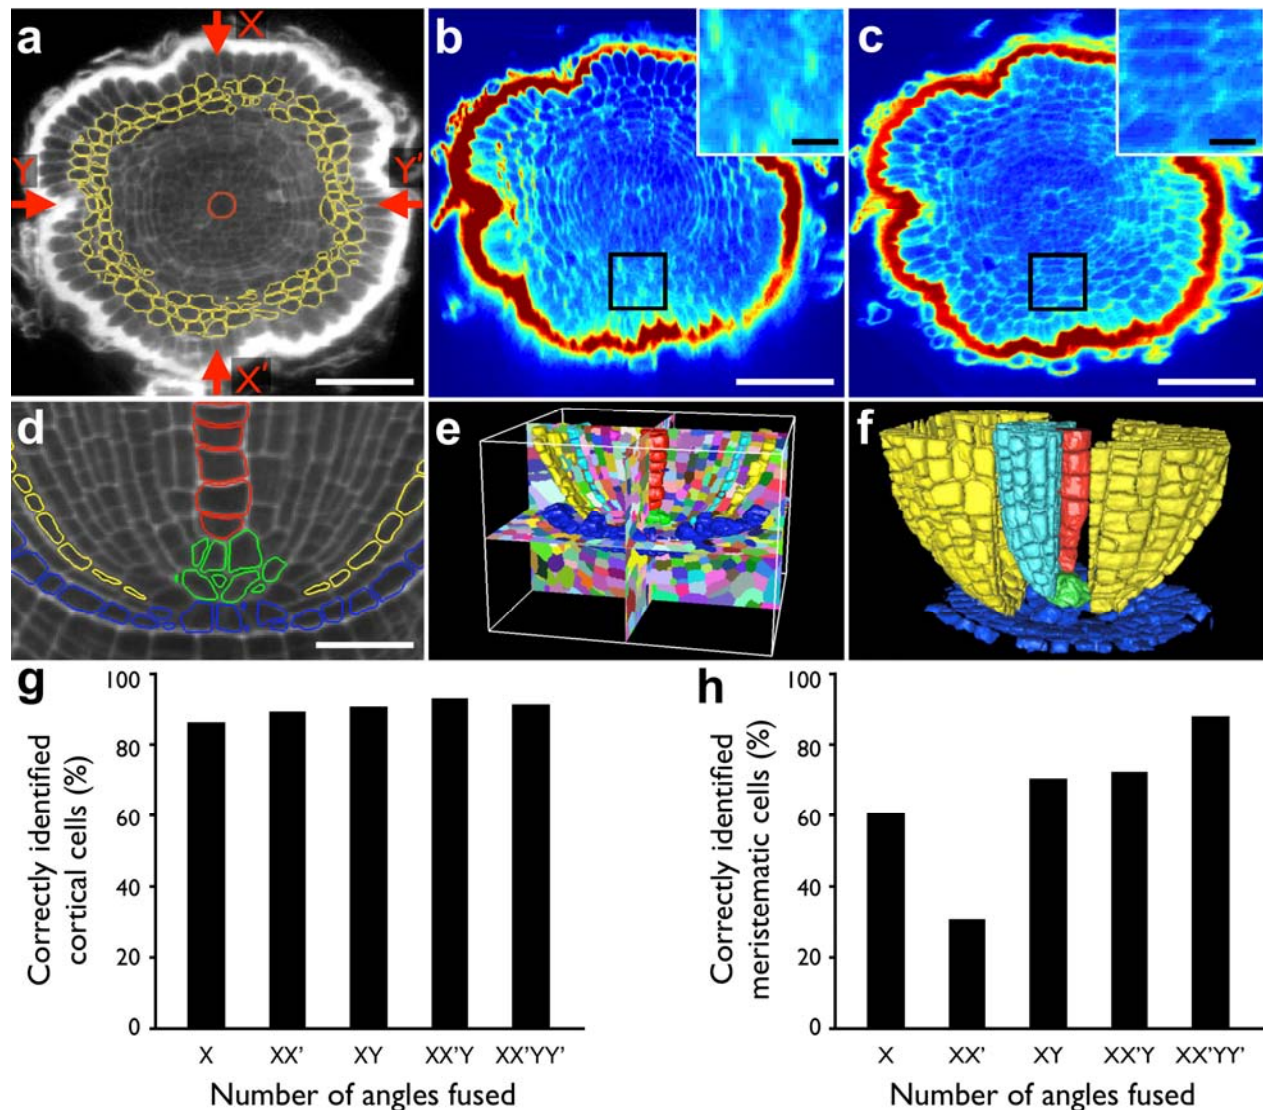 a
X
Y
Y'
X'
b
c
d
e
f
g
100
80
60
40
20
0
Correctly identified
cortical cells (%)
X XX' XY XX'Y XX'YY'
Number of angles fused
h
100
80
60
40
20
0
Correctly identified
meristematic cells (%)
X XX' XY XX'Y XX'YY'
Number of angles fused